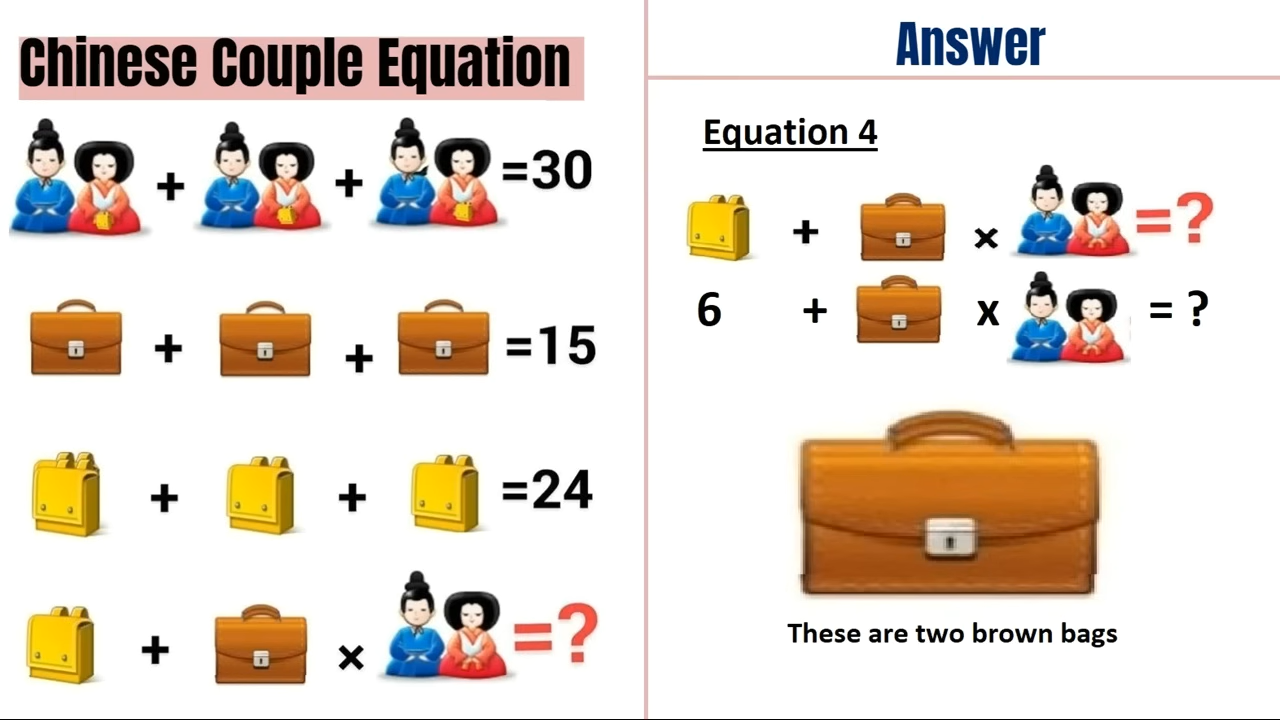 Chinese Couple Equation
+ + =30
+ + =15
+ + =24
+ × =?
Answer
Equation 4
+ × =?
6 + x = ?
These are two brown bags